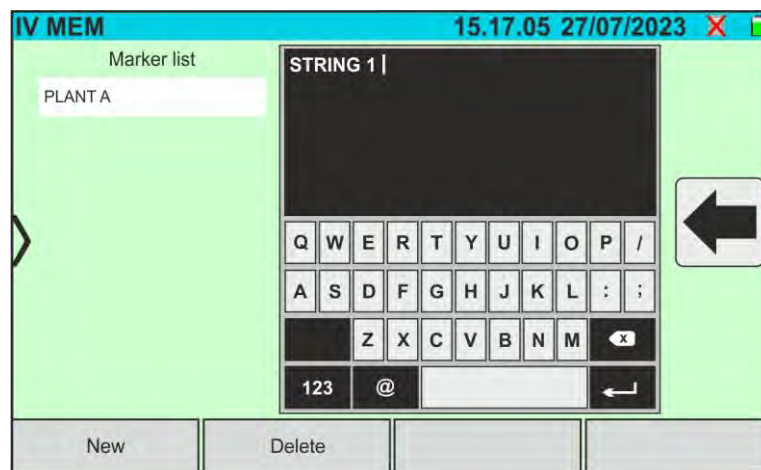 IV MEM 15.17.05 27/07/2023
Marker list
PLANT A
STRING 1
Q W E R T Y U I O P /
A S D F G H J K L : ;
Z X C V B N M x
123 @
New Delete